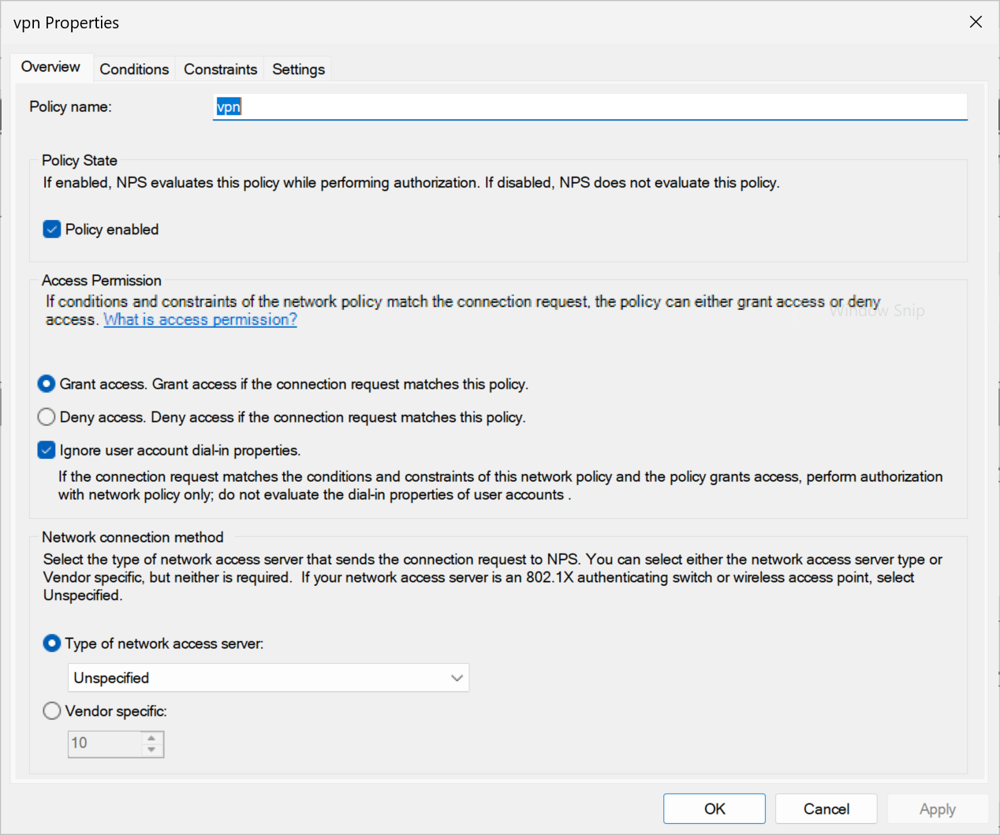 vpn Properties
Overview
Conditions
Constraints
Settings
Policy name:
vpn
Policy State
If enabled, NPS evaluates this policy while performing authorization. If disabled, NPS does not evaluate this policy.
Policy enabled
Access Permission
If conditions and constraints of the network policy match the connection request, the policy can either grant access or deny
access. What is access permission?
Window Snip
Grant access. Grant access if the connection request matches this policy.
Deny access. Deny access if the connection request matches this policy.
Ignore user account dial-in properties.
If the connection request matches the conditions and constraints of this network policy and the policy grants access, perform authorization
with network policy only; do not evaluate the dial-in properties of user accounts .
Network connection method
Select the type of network access server that sends the connection request to NPS. You can select either the network access server type or
Vendor specific, but neither is required.  If your network access server is an 802.1X authenticating switch or wireless access point, select
Unspecified.
Type of network access server:
Unspecified
Vendor specific:
10
OK
Cancel
Apply